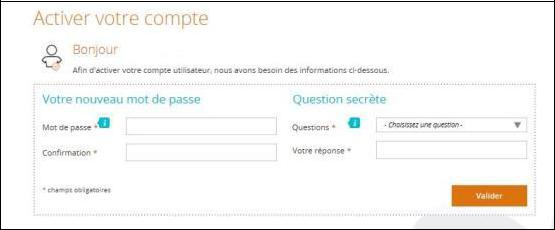 Activer votre compte
Bonjour
Afin d'activer votre compte utilisateur, nous avons besoin des informations ci-dessous.
Votre nouveau mot de passe
Question secrète
Mot de passe * i
Questions * i
- Choisissez une question -
Confirmation *
Votre réponse *
* champs obligatoires
Valider